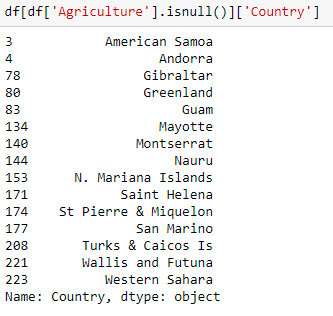 df[df['Agriculture'].isnull()]['Country']
3 American Samoa
4 Andorra
78 Gibraltar
80 Greenland
83 Guam
134 Mayotte
140 Montserrat
144 Nauru
153 N. Mariana Islands
171 Saint Helena
174 St Pierre & Miquelon
177 San Marino
208 Turks & Caicos Is
221 Wallis and Futuna
223 Western Sahara
Name: Country, dtype: object